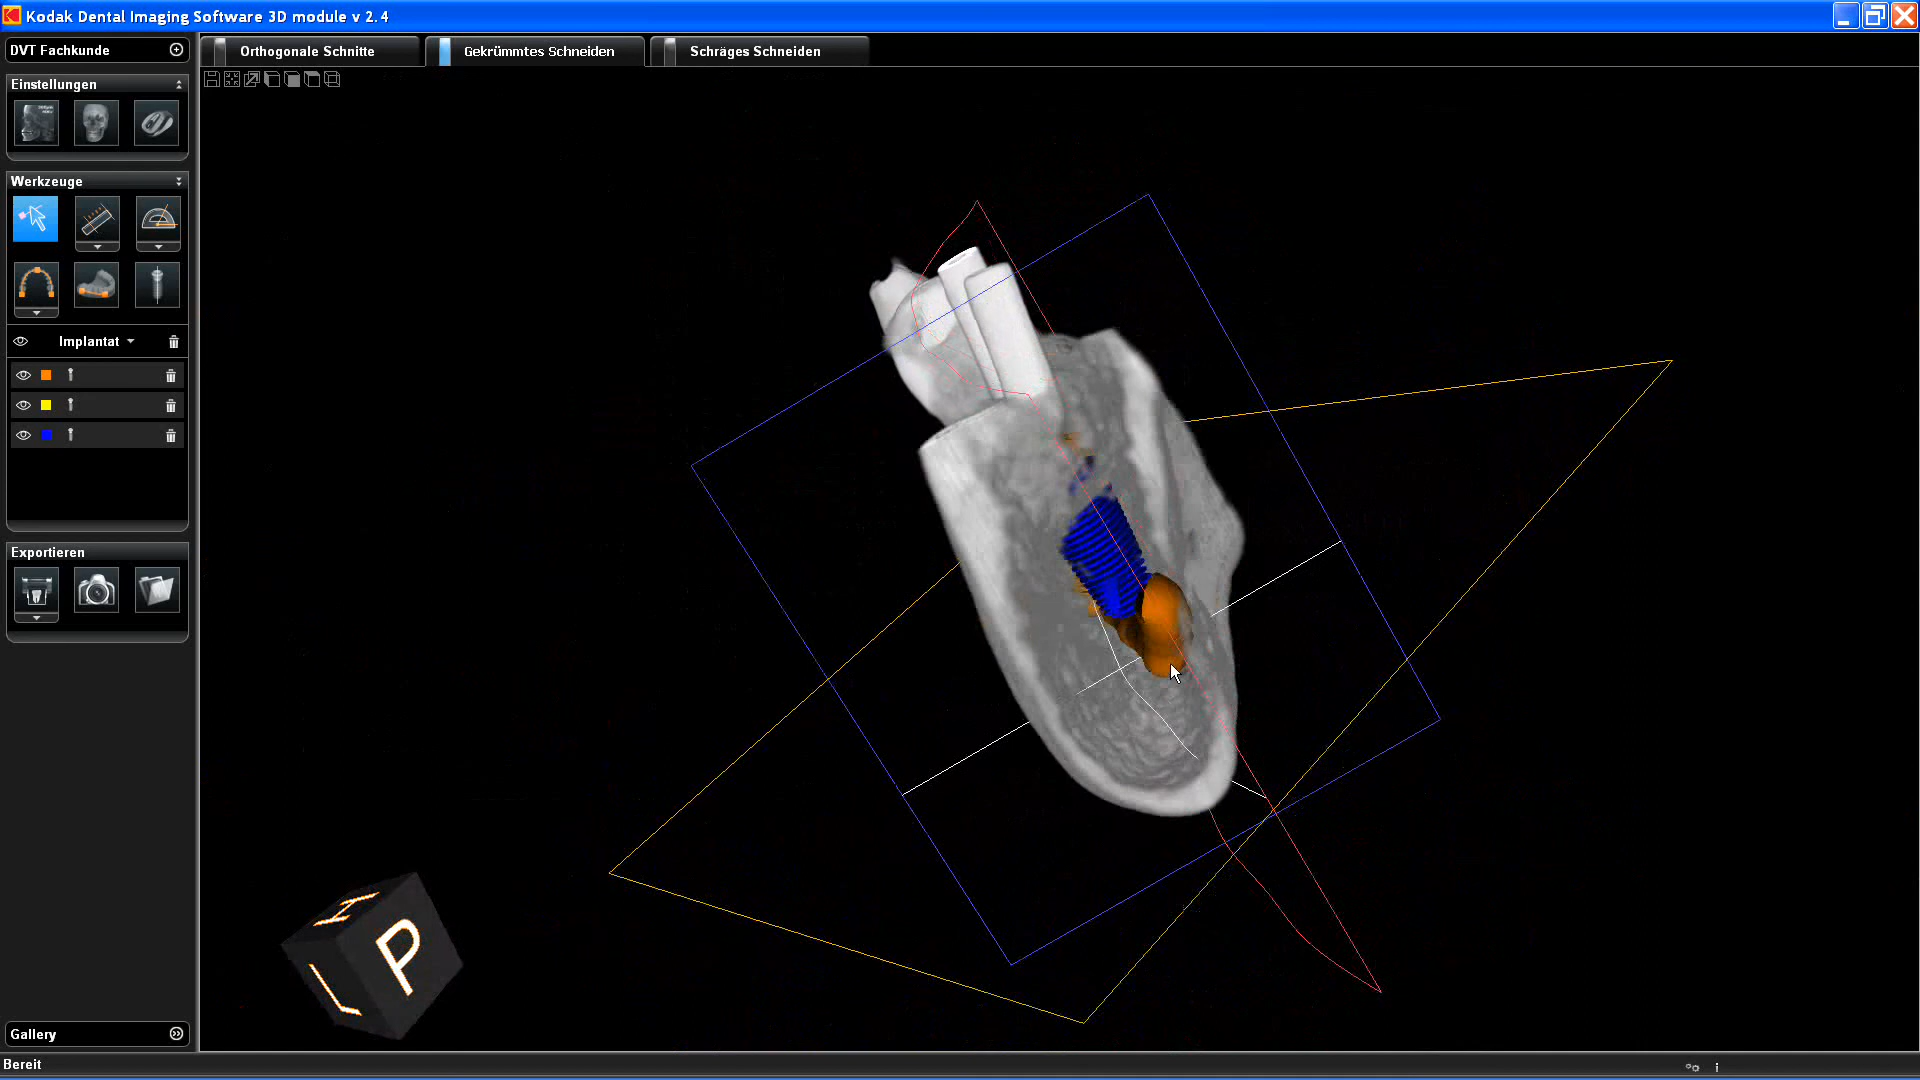 Kodak Dental Imaging Software 3D module v 2.4
DVT Fachkunde
Orthogonale Schnitte
Gekrümmtes Schneiden
Schräges Schneiden
Einstellungen
Werkzeuge
Implantat
Exportieren
H
L
P
Gallery
Bereit
i